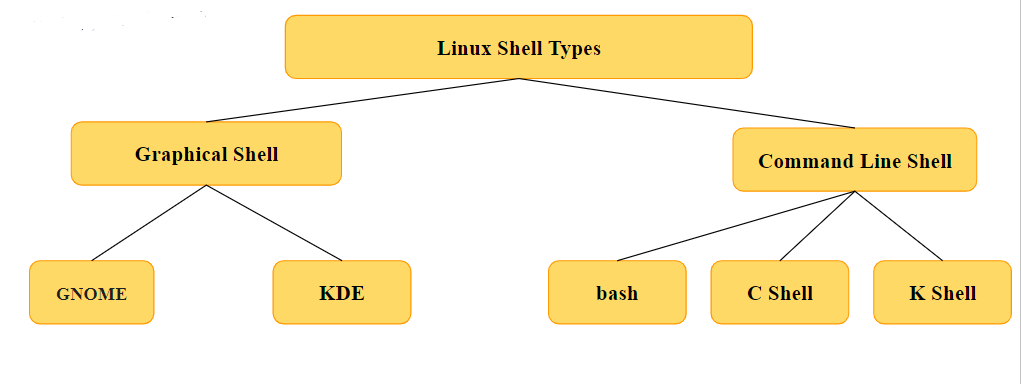 Linux Shell Types
Graphical Shell
Command Line Shell
GNOME
KDE
bash
C Shell
K Shell